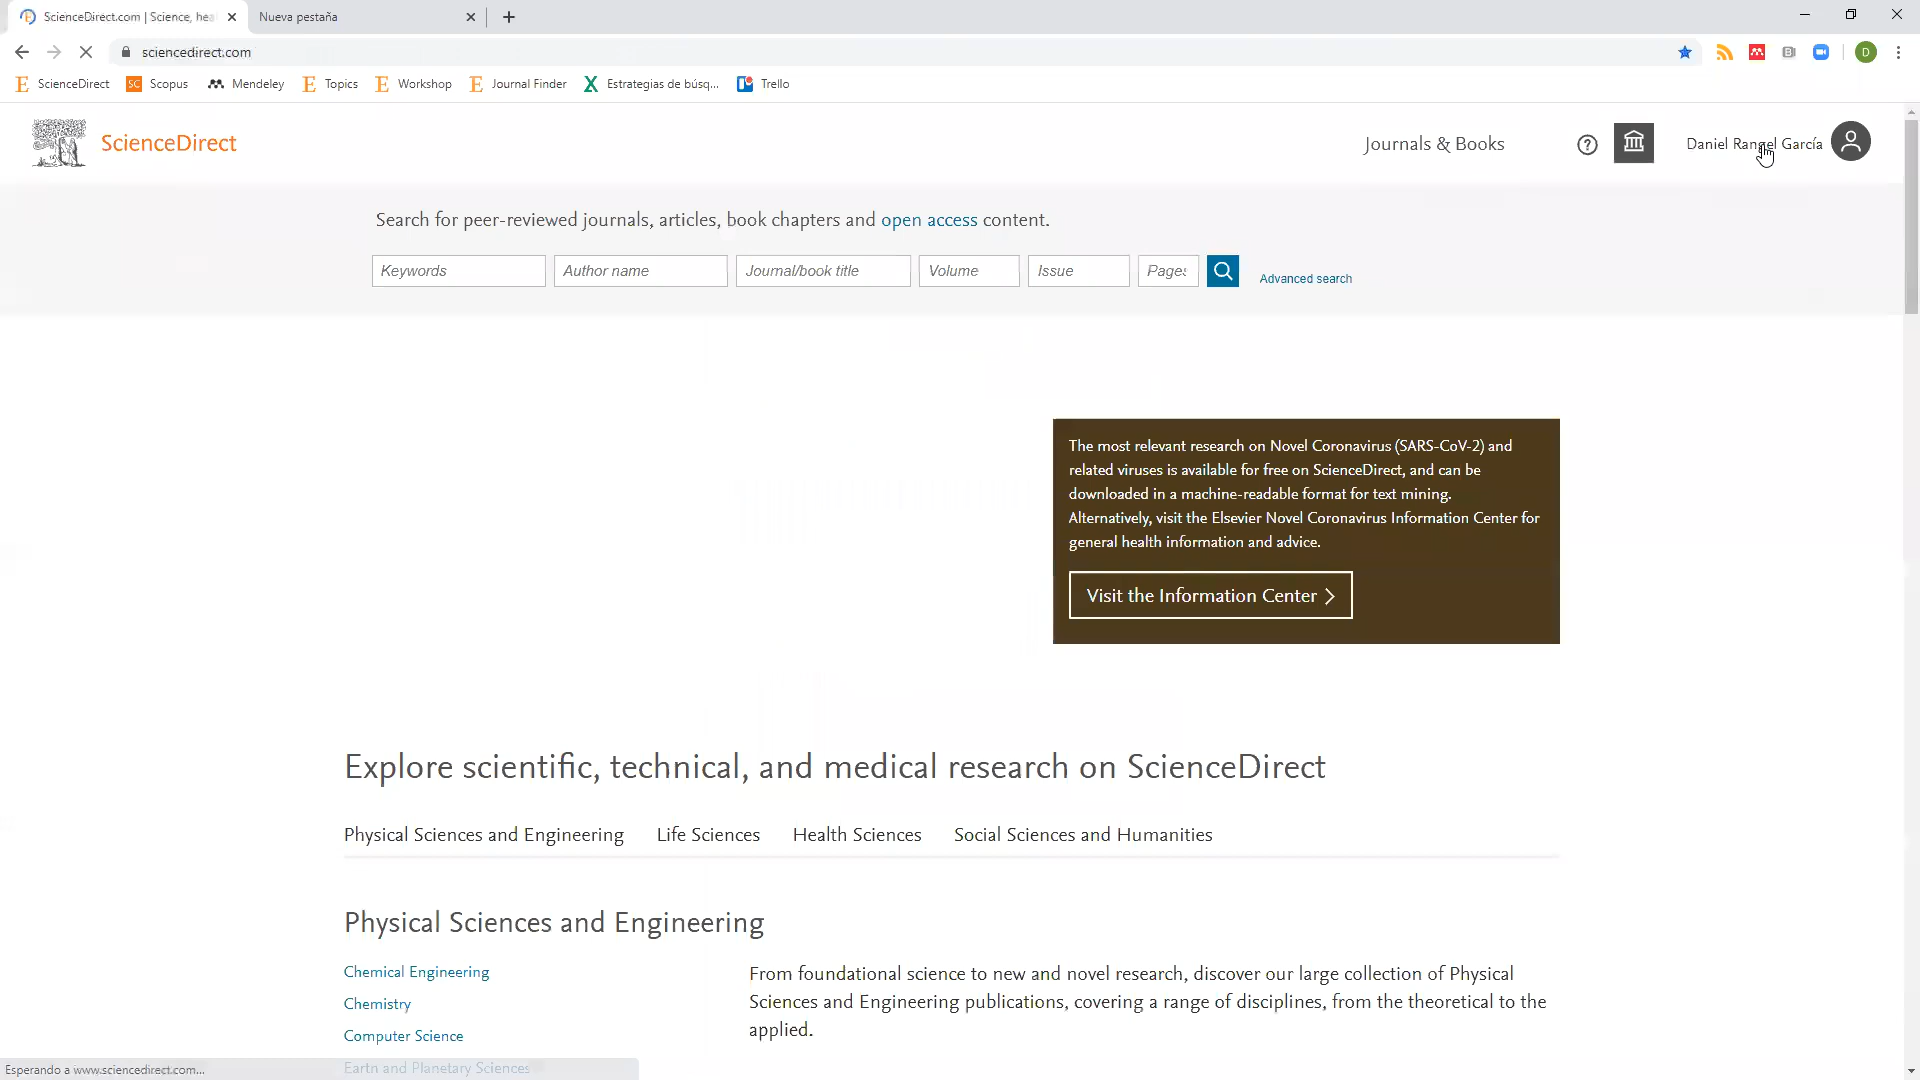 ScienceDirect.com | Science, hea
Nueva pestaña
sciencedirect.com
D
ScienceDirect
SC Scopus
Mendeley
Topics
Workshop
Journal Finder
Estrategias de búsq...
Trello
ScienceDirect
Journals & Books
Daniel Rangel García
Search for peer-reviewed journals, articles, book chapters and open access content.
Keywords
Author name
Journal/book title
Volume
Issue
Pages
Advanced search
The most relevant research on Novel Coronavirus (SARS-CoV-2) and
related viruses is available for free on ScienceDirect, and can be
downloaded in a machine-readable format for text mining.
Alternatively, visit the Elsevier Novel Coronavirus Information Center for
general health information and advice.
Visit the Information Center >
Explore scientific, technical, and medical research on ScienceDirect
Physical Sciences and Engineering
Life Sciences
Health Sciences
Social Sciences and Humanities
Physical Sciences and Engineering
Chemical Engineering
Chemistry
Computer Science
Earth and Planetary Sciences
From foundational science to new and novel research, discover our large collection of Physical
Sciences and Engineering publications, covering a range of disciplines, from the theoretical to the
applied.
Esperando a www.sciencedirect.com...